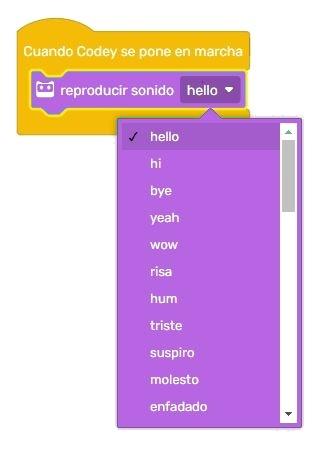 Cuando Codey se pone en marcha
reproducir sonido hello
✓ hello
hi
bye
yeah
wow
risa
hum
triste
suspiro
molesto
enfadado